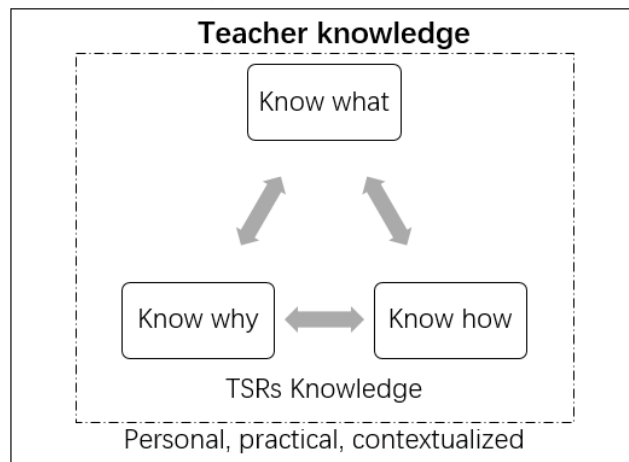 Teacher knowledge
Know what
Know why
Know how
TSRs Knowledge
Personal, practical, contextualized